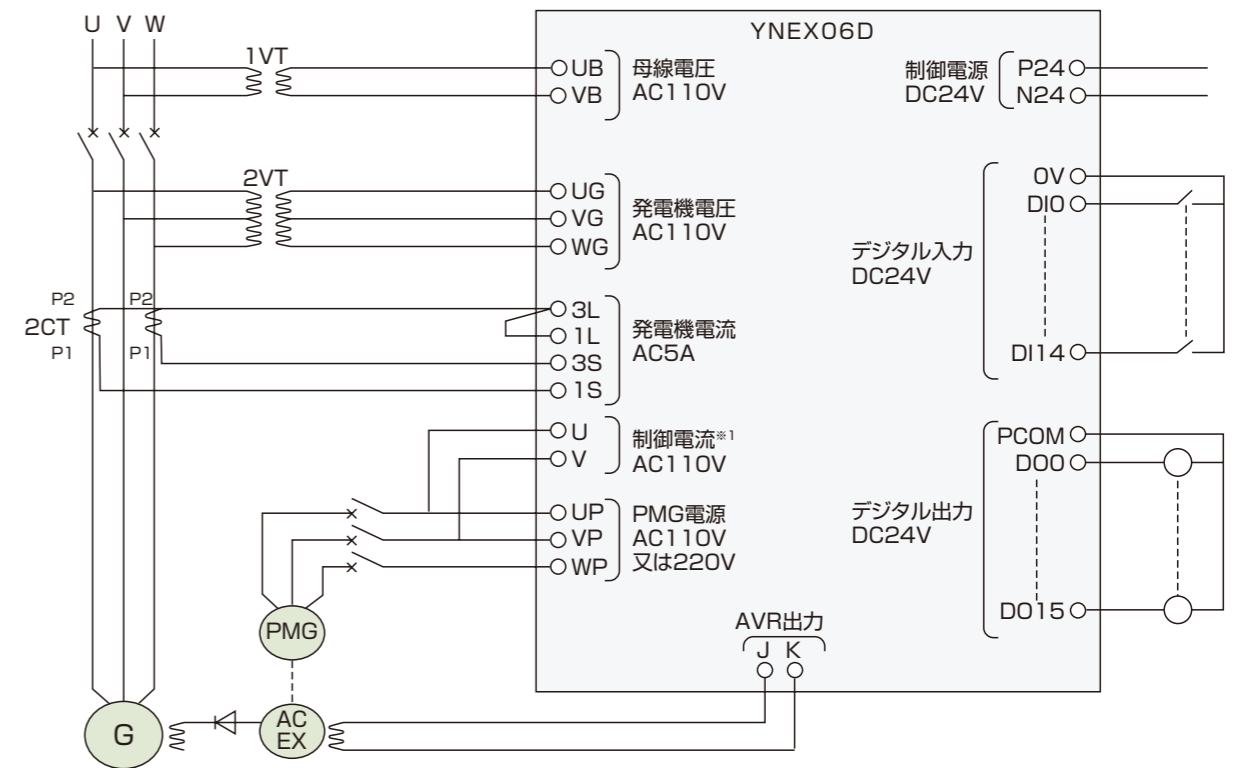 U V W
1VT
2VT
P2
P2
2CT
P1
P1
PMG
AC
EX
G
YNEX06D
UB
VB
母線電圧
AC110V
UG
VG
WG
発電機電圧
AC110V
3L
1L
3S
1S
発電機電流
AC5A
U
V
制御電流※1
AC110V
UP
VP
WP
PMG電源
AC110V
又は220V
制御電源
DC24V
P24
N24
デジタル入力
DC24V
0V
DI0
DI14
デジタル出力
DC24V
PCOM
DO0
DO15
AVR出力
J K